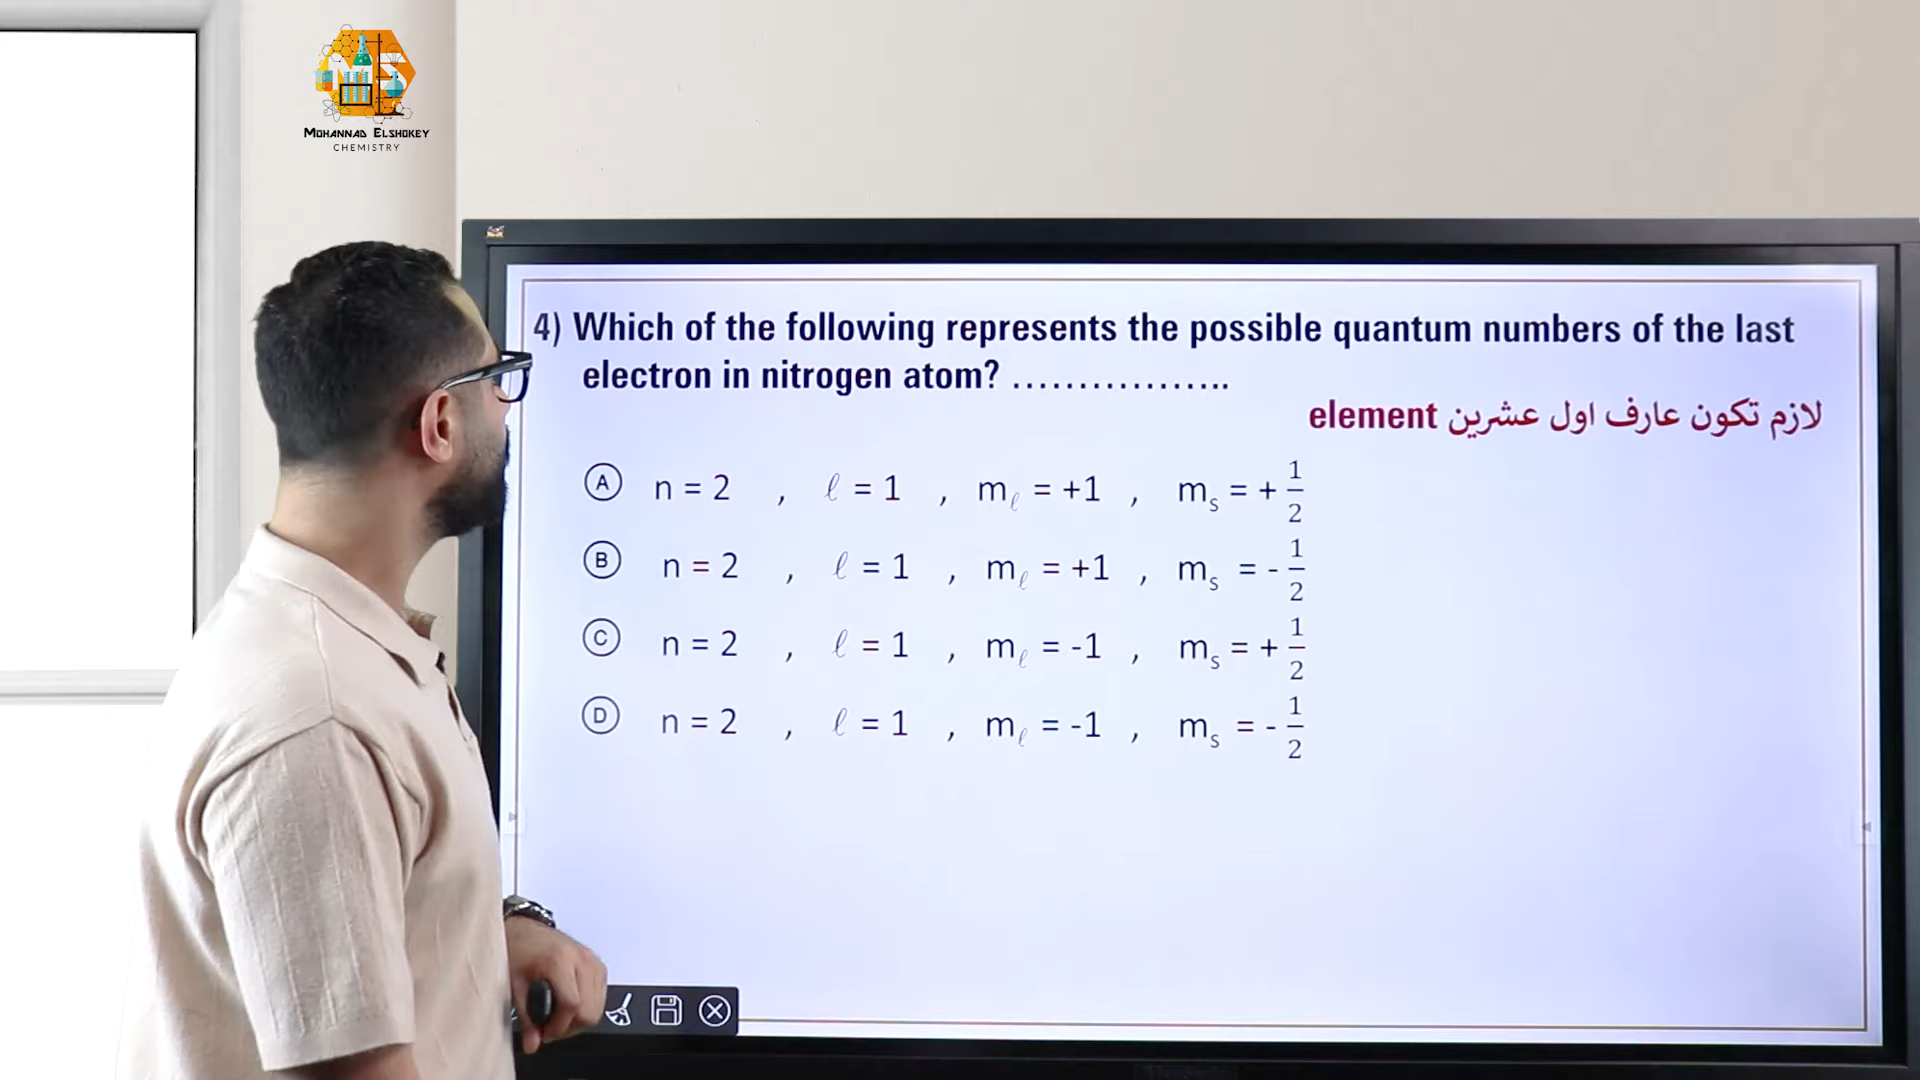 MOHANNAD ELSHOKEY
CHEMISTRY
4) Which of the following represents the possible quantum numbers of the last
electron in nitrogen atom? ………………..
لازم تكون عارف اول عشرين element
A n = 2 , ℓ = 1 , mℓ = +1 , ms = + 1/2
B n = 2 , ℓ = 1 , mℓ = +1 , ms = - 1/2
C n = 2 , ℓ = 1 , mℓ = -1 , ms = + 1/2
D n = 2 , ℓ = 1 , mℓ = -1 , ms = - 1/2